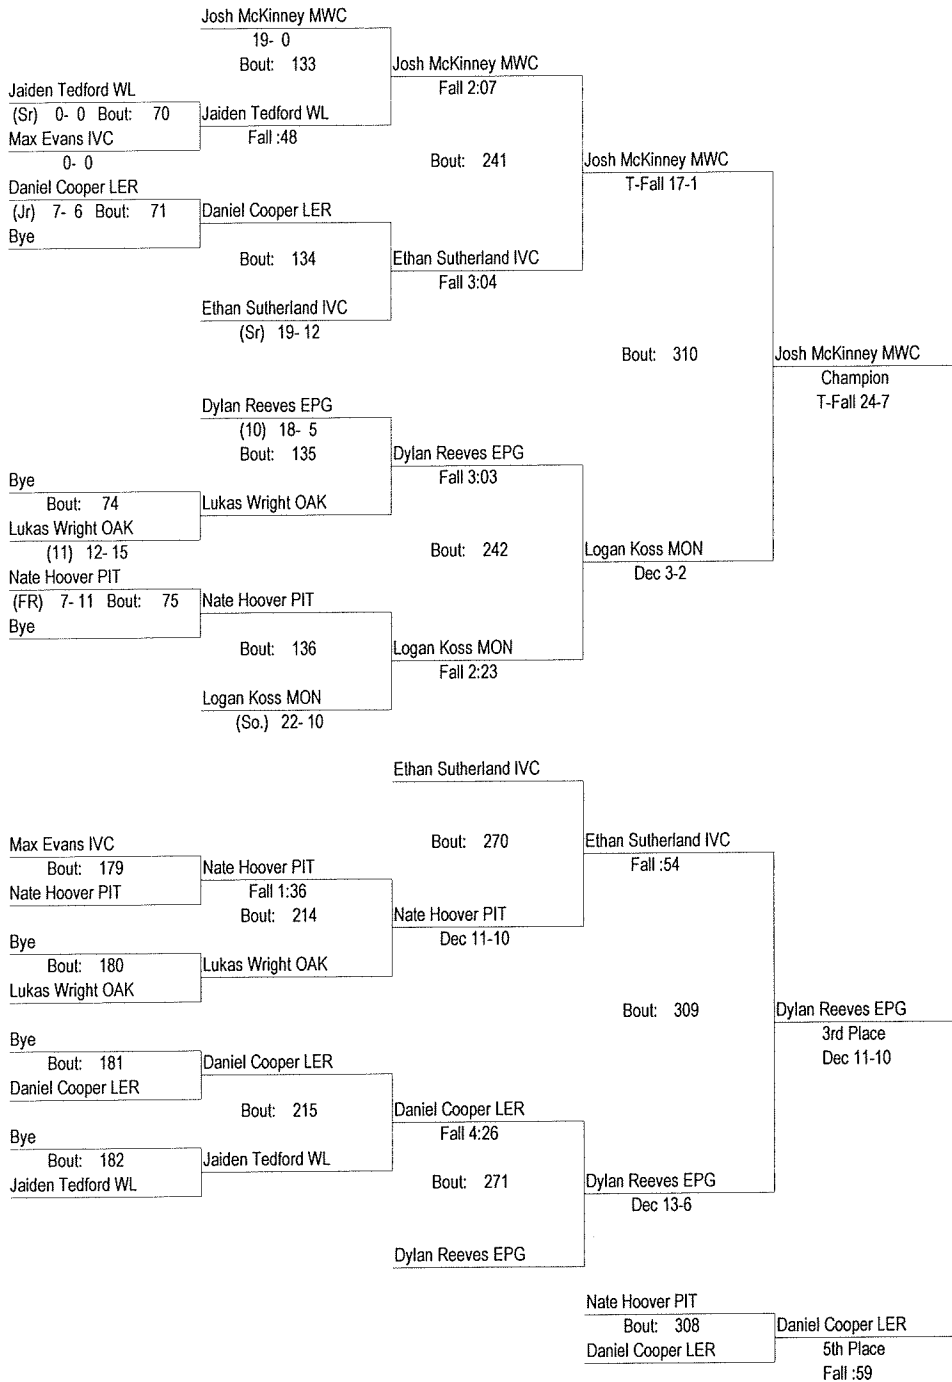 Josh McKinney MWC
19- 0
Bout: 133
Josh McKinney MWC
Fall 2:07
Jaiden Tedford WL
(Sr) 0- 0 Bout: 70
Jaiden Tedford WL
Fall :48
Max Evans IVC
0- 0
Bout: 241
Josh McKinney MWC
T-Fall 17-1
Daniel Cooper LER
(Jr) 7- 6 Bout: 71
Daniel Cooper LER
Bye
Bout: 134
Ethan Sutherland IVC
Fall 3:04
Ethan Sutherland IVC
(Sr) 19- 12
Bout: 310
Josh McKinney MWC
Champion
T-Fall 24-7
Dylan Reeves EPG
(10) 18- 5
Bout: 135
Dylan Reeves EPG
Fall 3:03
Bye
Bout: 74
Lukas Wright OAK
Lukas Wright OAK
(11) 12- 15
Bout: 242
Logan Koss MON
Dec 3-2
Nate Hoover PIT
(FR) 7- 11 Bout: 75
Nate Hoover PIT
Bye
Bout: 136
Logan Koss MON
Fall 2:23
Logan Koss MON
(So.) 22- 10
Ethan Sutherland IVC
Bout: 270
Ethan Sutherland IVC
Fall :54
Max Evans IVC
Bout: 179
Nate Hoover PIT
Nate Hoover PIT
Fall 1:36
Bout: 214
Nate Hoover PIT
Dec 11-10
Bye
Bout: 180
Lukas Wright OAK
Lukas Wright OAK
Bout: 309
Dylan Reeves EPG
3rd Place
Dec 11-10
Bye
Bout: 181
Daniel Cooper LER
Daniel Cooper LER
Bout: 215
Daniel Cooper LER
Fall 4:26
Bye
Bout: 182
Jaiden Tedford WL
Jaiden Tedford WL
Bout: 271
Dylan Reeves EPG
Dec 13-6
Dylan Reeves EPG
Nate Hoover PIT
Bout: 308
Daniel Cooper LER
Daniel Cooper LER
5th Place
Fall :59